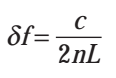 δf = c / 2nL